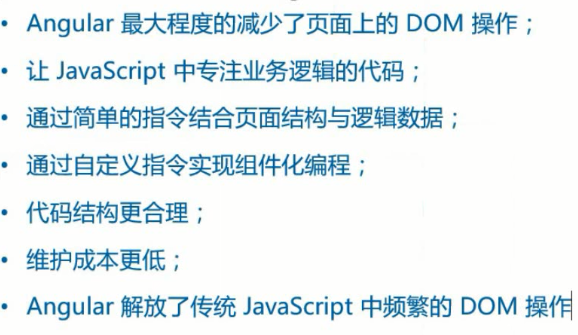 • Angular 最大程度的减少了页面上的 DOM 操作；
• 让 JavaScript 中专注业务逻辑的代码；
• 通过简单的指令结合页面结构与逻辑数据；
• 通过自定义指令实现组件化编程；
• 代码结构更合理；
• 维护成本更低；
• Angular 解放了传统 JavaScript 中频繁的 DOM 操作